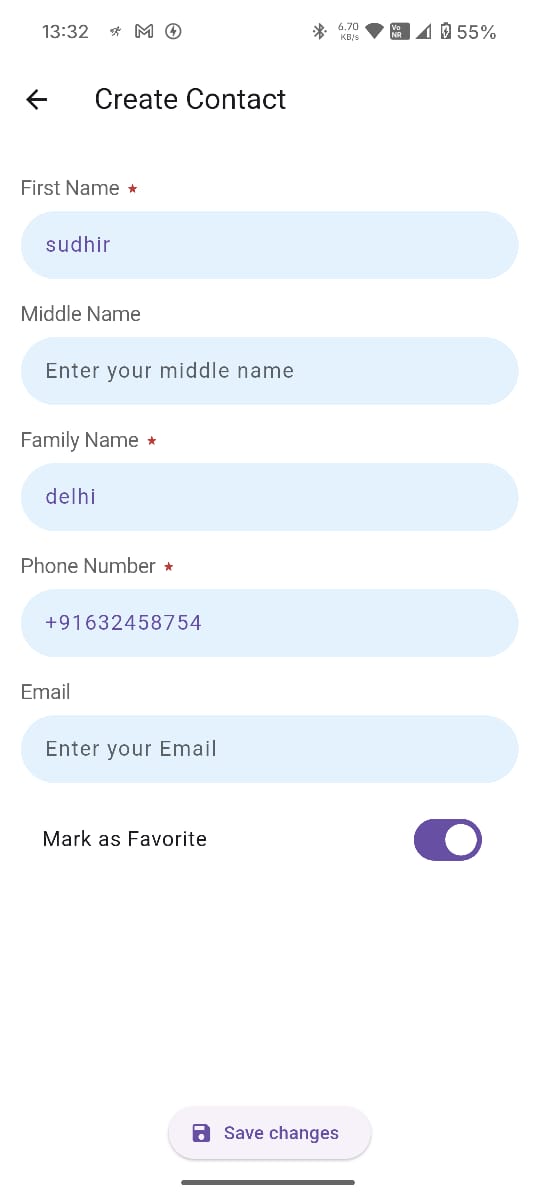 13:32 6.70 KB/s Vo NR 55%
Create Contact
First Name *
sudhir
Middle Name
Enter your middle name
Family Name *
delhi
Phone Number *
+91632458754
Email
Enter your Email
Mark as Favorite
Save changes